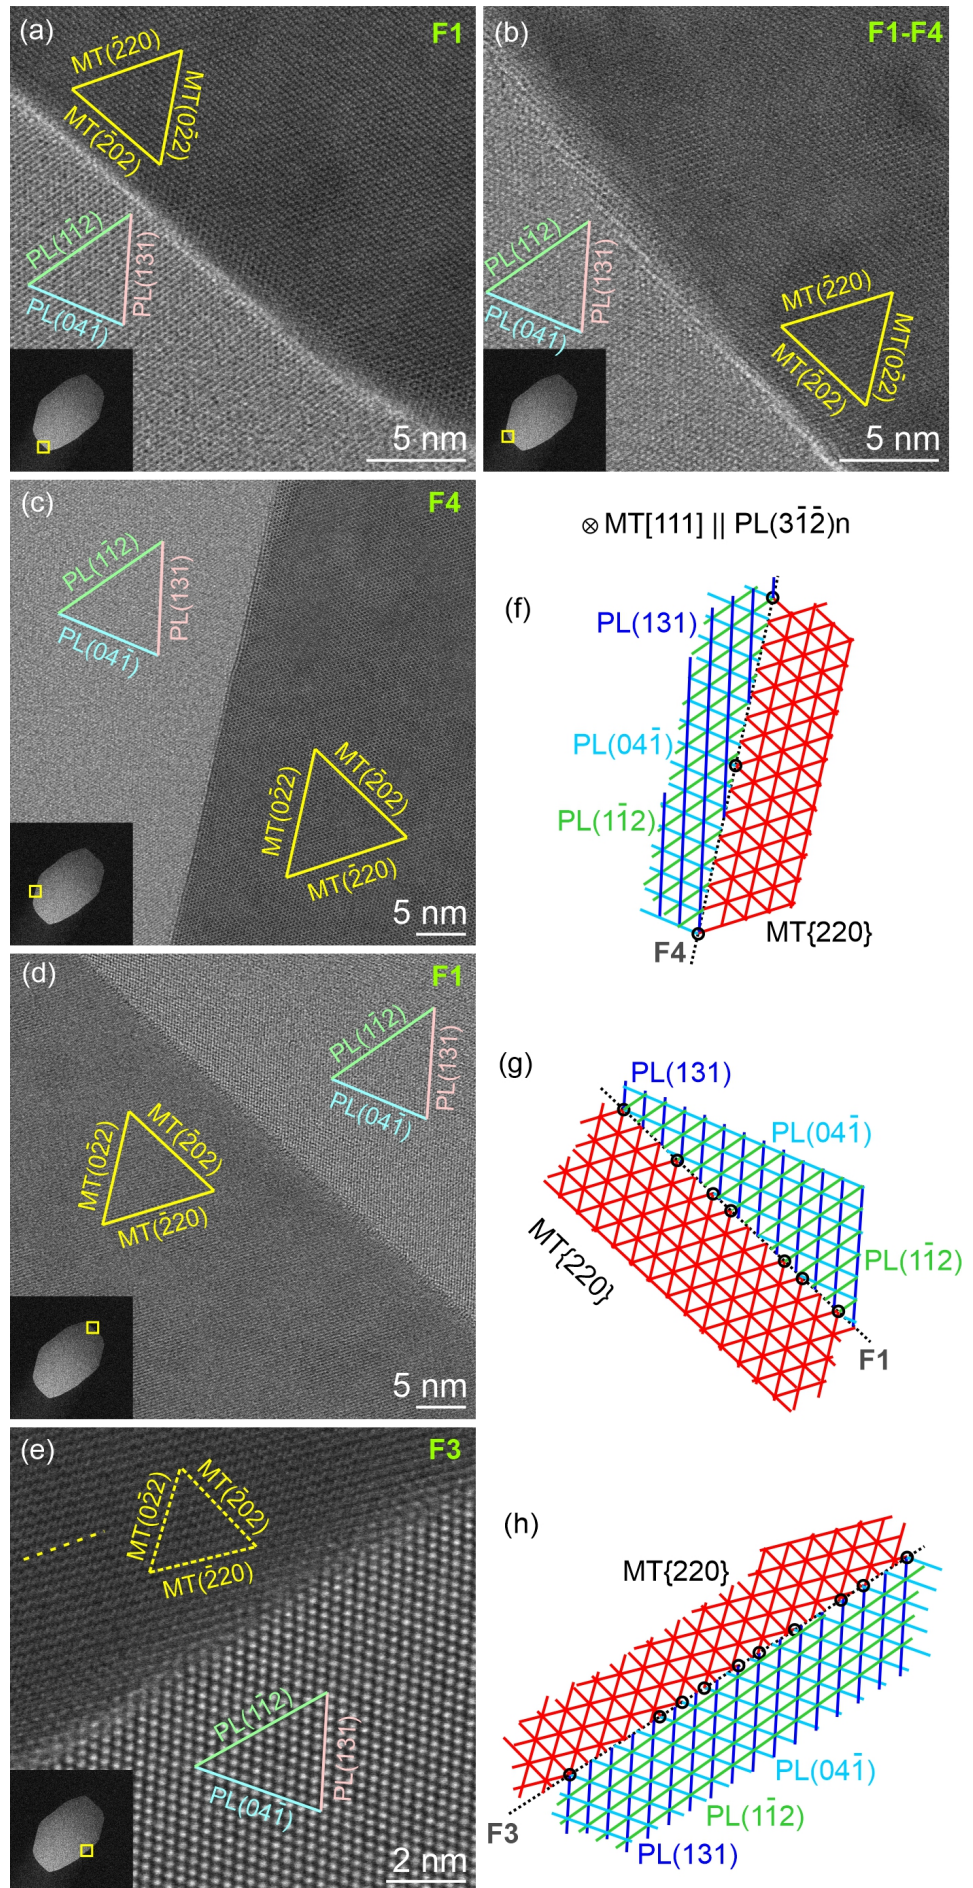 (a)
F1
MT(2̄20)
MT(02̄2)
MT(2̄02)
PL(11̄2)
PL(131)
PL(041̄)
5 nm
(b)
F1-F4
PL(11̄2)
PL(131)
PL(041̄)
MT(2̄20)
MT(02̄2)
MT(2̄02)
5 nm
(c)
F4
PL(11̄2)
PL(131)
PL(041̄)
MT(2̄02)
MT(02̄2)
MT(2̄20)
5 nm
⊗ MT[111] || PL(31̄2̄)n
(f)
PL(131)
PL(041̄)
PL(11̄2)
MT{220}
F4
(d)
F1
PL(11̄2)
PL(131)
PL(041̄)
MT(2̄02)
MT(02̄2)
MT(2̄20)
5 nm
(g)
PL(131)
PL(041̄)
PL(11̄2)
MT{220}
F1
(e)
F3
MT(02̄2)
MT(2̄02)
MT(2̄20)
PL(11̄2)
PL(131)
PL(041̄)
2 nm
(h)
MT{220}
PL(041̄)
PL(11̄2)
PL(131)
F3